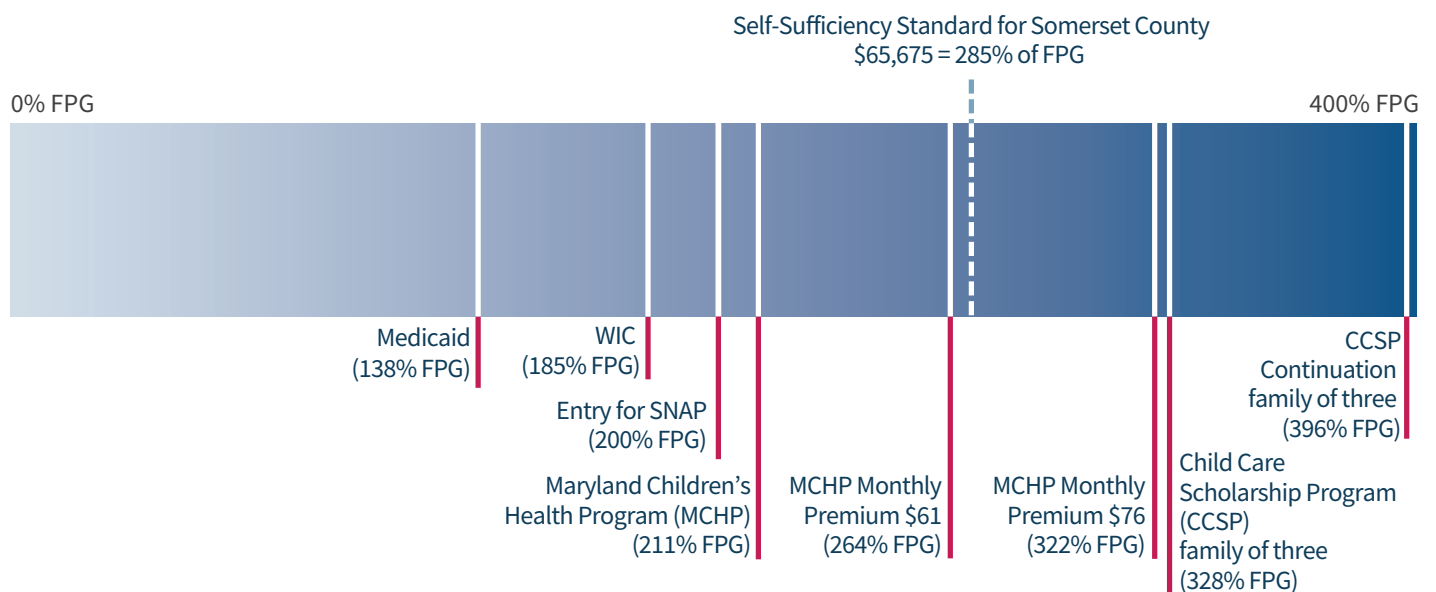 Self-Sufficiency Standard for Somerset County
$65,675 = 285% of FPG
0% FPG
400% FPG
Medicaid
(138% FPG)
WIC
(185% FPG)
Entry for SNAP
(200% FPG)
Maryland Children's
Health Program (MCHP)
(211% FPG)
MCHP Monthly
Premium $61
(264% FPG)
MCHP Monthly
Premium $76
(322% FPG)
Child Care
Scholarship Program
(CCSP)
family of three
(328% FPG)
CCSP
Continuation
family of three
(396% FPG)